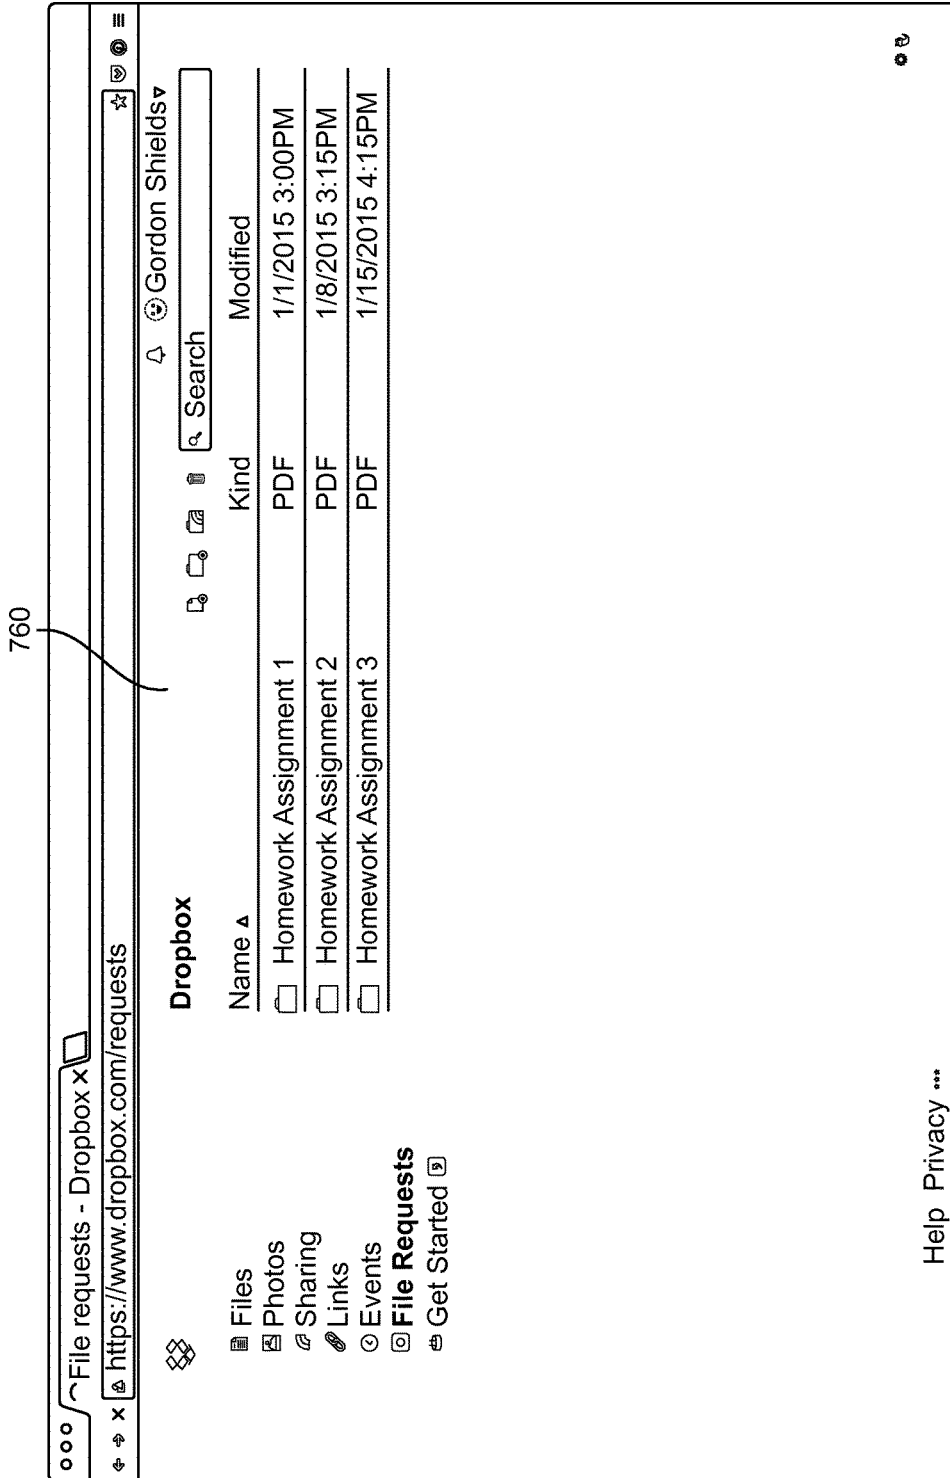 760
File requests - Dropbox X
https://www.dropbox.com/requests
Gordon Shields
Dropbox
Search
Name Kind Modified
Homework Assignment 1 PDF 1/1/2015 3:00PM
Homework Assignment 2 PDF 1/8/2015 3:15PM
Homework Assignment 3 PDF 1/15/2015 4:15PM
Files
Photos
Sharing
Links
Events
File Requests
Get Started
Help Privacy •••